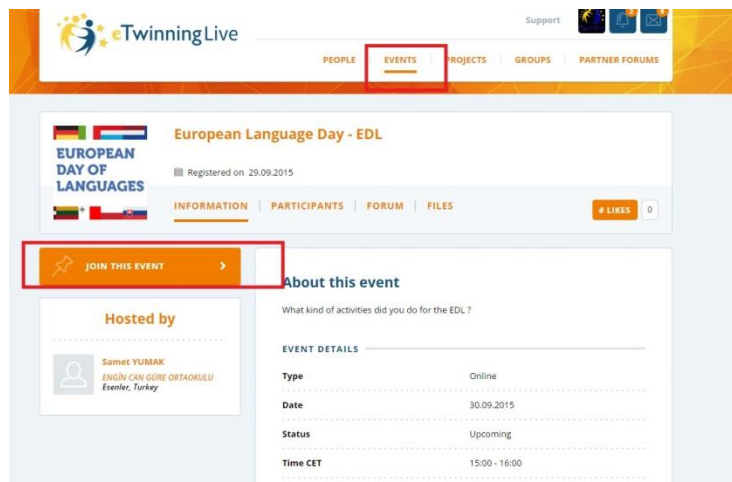 eTwinning Live
Support
PEOPLE EVENTS PROJECTS GROUPS PARTNER FORUMS
EUROPEAN
DAY OF
LANGUAGES
European Language Day - EDL
Registered on 29.09.2015
INFORMATION PARTICIPANTS FORUM FILES
# LIKES 0
JOIN THIS EVENT
Hosted by
Samet YUMAK
ENGİN CAN GÜRE ORTAOKULU
Esenler, Turkey
About this event
What kind of activities did you do for the EDL ?
EVENT DETAILS
Type Online
Date 30.09.2015
Status Upcoming
Time CET 15:00 - 16:00